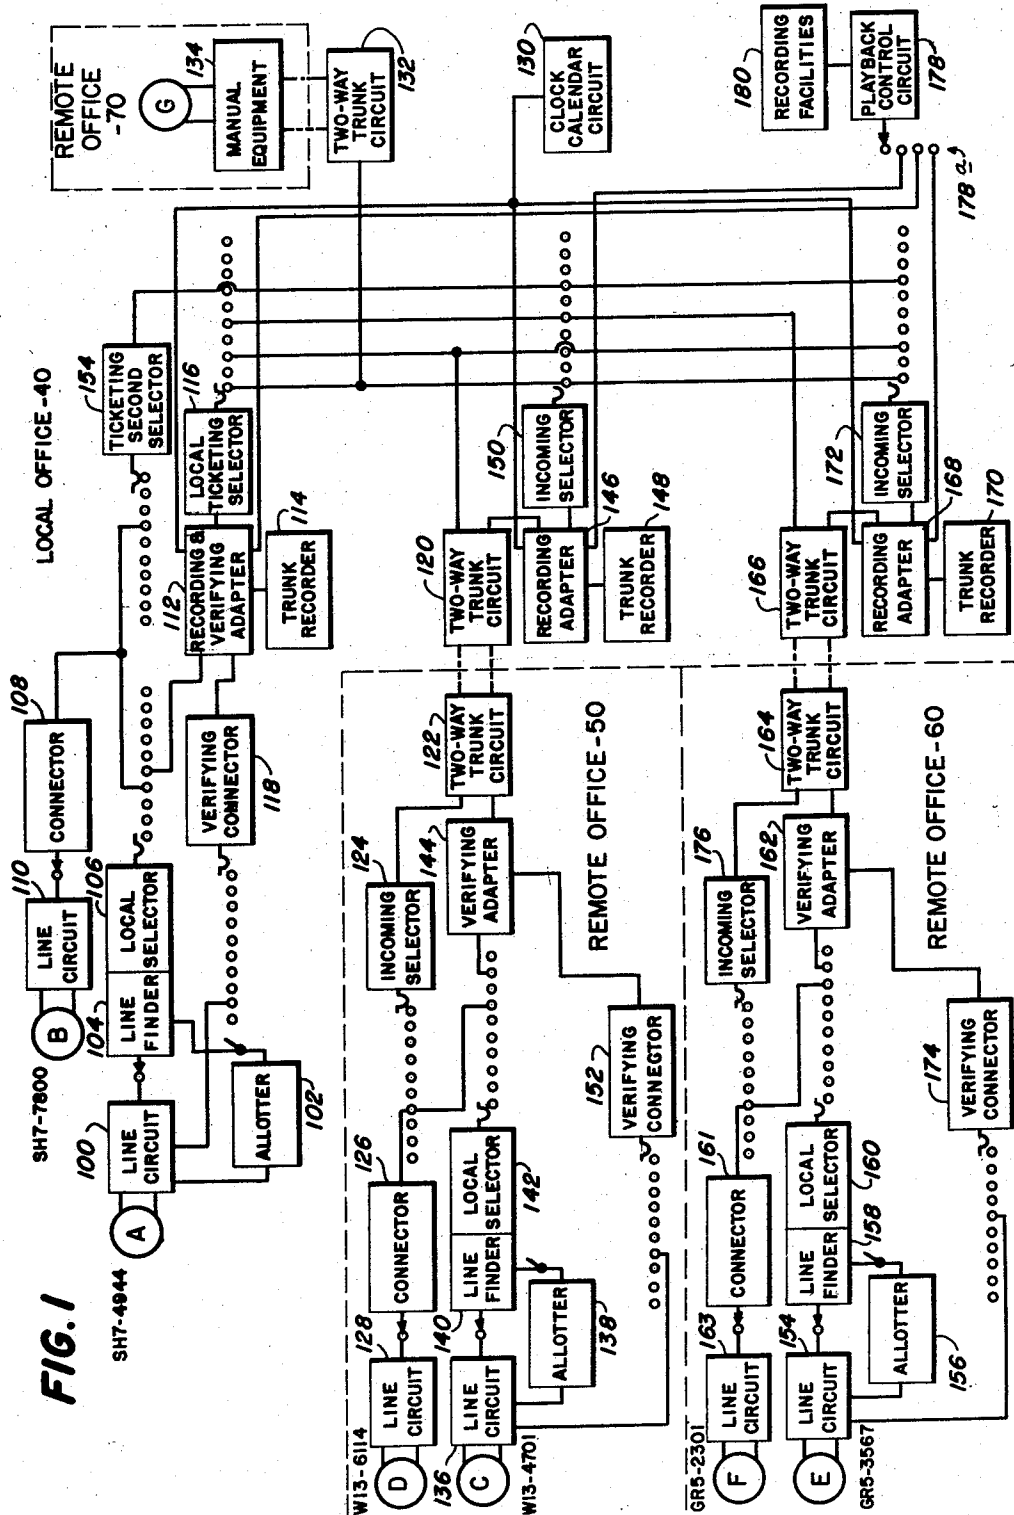 FIG. 1
LOCAL OFFICE-40
REMOTE
OFFICE
-70
G
134
MANUAL
EQUIPMENT
TWO-WAY
TRUNK
CIRCUIT
132
130
CLOCK
CALENDAR
CIRCUIT
180
RECORDING
FACILITIES
PLAYBACK
CONTROL
CIRCUIT
178
178a
SH7-4944
A
100
LINE
CIRCUIT
ALLOTTER
102
SH7-7800
B
110
LINE
CIRCUIT
CONNECTOR
108
104
LINE
FINDER
106
LOCAL
SELECTOR
VERIFYING
CONNECTOR
118
112
RECORDING &
VERIFYING
ADAPTER
TRUNK
RECORDER
114
LOCAL
TICKETING
SELECTOR
116
TICKETING
SECOND
SELECTOR
154
REMOTE OFFICE-50
WI3-6114
D
128
LINE
CIRCUIT
126
CONNECTOR
124
INCOMING
SELECTOR
WI3-4701
C
136
LINE
CIRCUIT
140
LINE
FINDER
LOCAL
SELECTOR
142
ALLOTTER
138
144
VERIFYING
ADAPTER
152
VERIFYING
CONNECTOR
122
TWO-WAY
TRUNK
CIRCUIT
120
TWO-WAY
TRUNK
CIRCUIT
RECORDING
ADAPTER
146
TRUNK
RECORDER
148
150
INCOMING
SELECTOR
REMOTE OFFICE-60
GR5-2301
F
163
LINE
CIRCUIT
161
CONNECTOR
176
INCOMING
SELECTOR
GR5-3567
E
154
LINE
CIRCUIT
LINE
FINDER
158
LOCAL
SELECTOR
160
ALLOTTER
156
162
VERIFYING
ADAPTER
174
VERIFYING
CONNECTOR
164
TWO-WAY
TRUNK
CIRCUIT
166
TWO-WAY
TRUNK
CIRCUIT
RECORDING
ADAPTER
168
TRUNK
RECORDER
170
172
INCOMING
SELECTOR